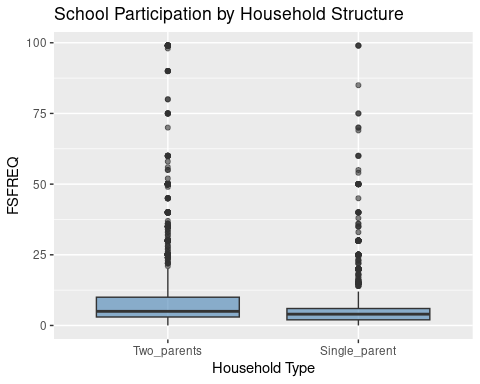 School Participation by Household Structure
100
75
50
25
0
FSFREQ
Two_parents
Single_parent
Household Type